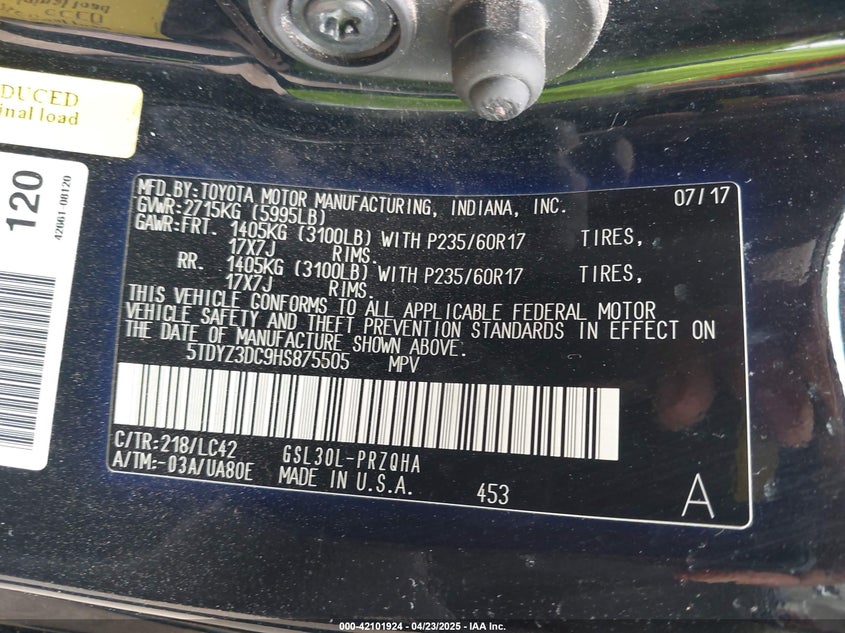 DUCED
inal load
120
42661-08120
MFD.BY:TOYOTA MOTOR MANUFACTURING, INDIANA, INC. 07/17
GVWR:2715KG (5995LB)
GAWR:FRT. 1405KG (3100LB) WITH P235/60R17 TIRES,
17X7J RIMS.
RR. 1405KG (3100LB) WITH P235/60R17 TIRES,
17X7J RIMS.
THIS VEHICLE CONFORMS TO ALL APPLICABLE FEDERAL MOTOR
VEHICLE SAFETY AND THEFT PREVENTION STANDARDS IN EFFECT ON
THE DATE OF MANUFACTURE SHOWN ABOVE.
5TDYZ3DC9HS875505 MPV
C/TR:218/LC42 GSL30L-PRZQHA
A/TM:-03A/UA80E MADE IN U.S.A. 453 A
000-42101924 - 04/23/2025 - IAA Inc.